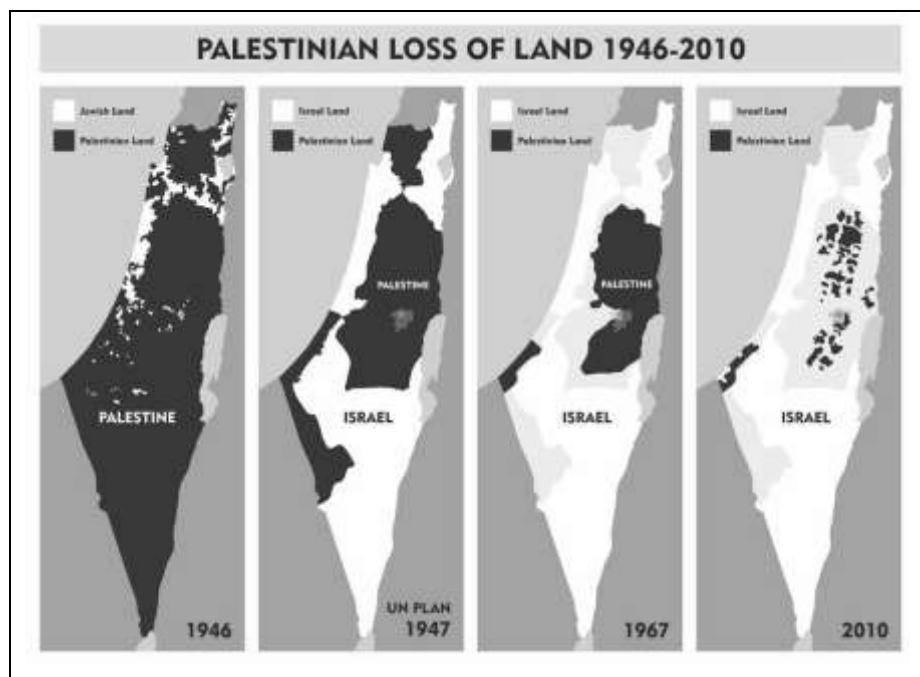 PALESTINIAN LOSS OF LAND 1946-2010
Jewish Land
Palestinian Land
PALESTINE
1946
Israel Land
Palestinian Land
PALESTINE
ISRAEL
UN PLAN
1947
Israel Land
Palestinian Land
PALESTINE
ISRAEL
1967
Israel Land
Palestinian Land
ISRAEL
2010